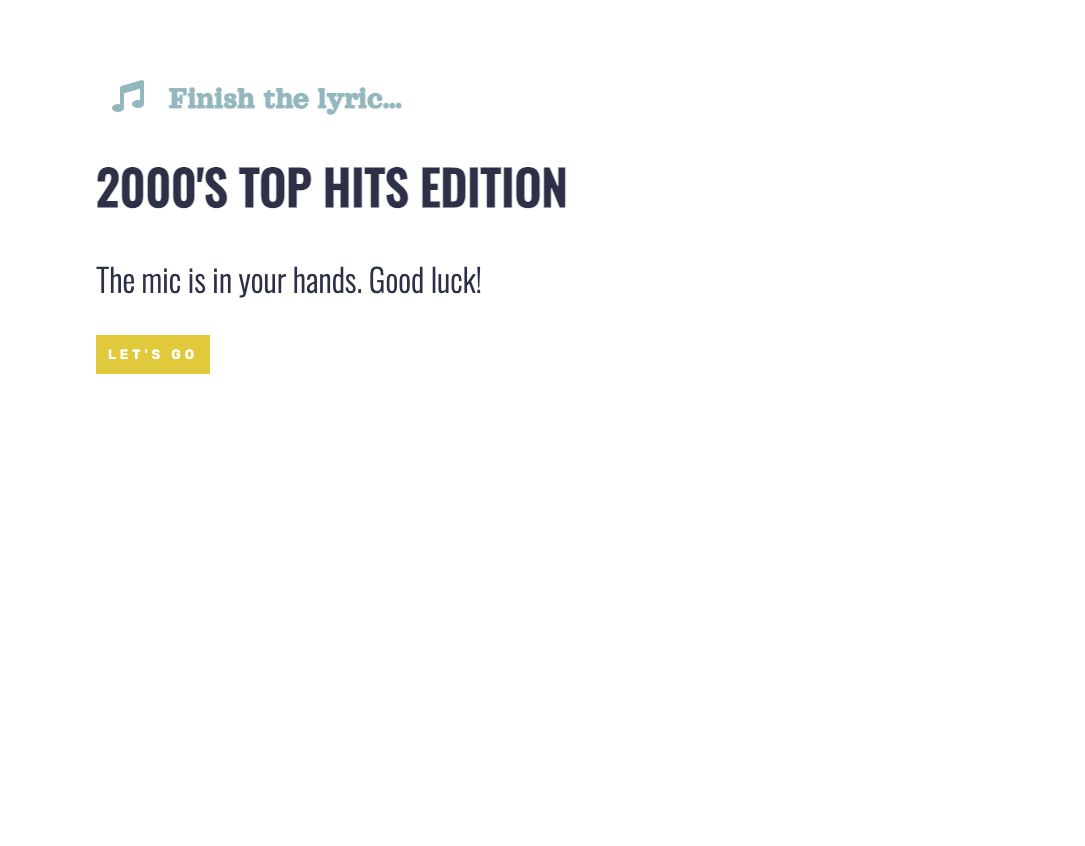 Finish the lyric...
2000'S TOP HITS EDITION
The mic is in your hands. Good luck!
LET'S GO